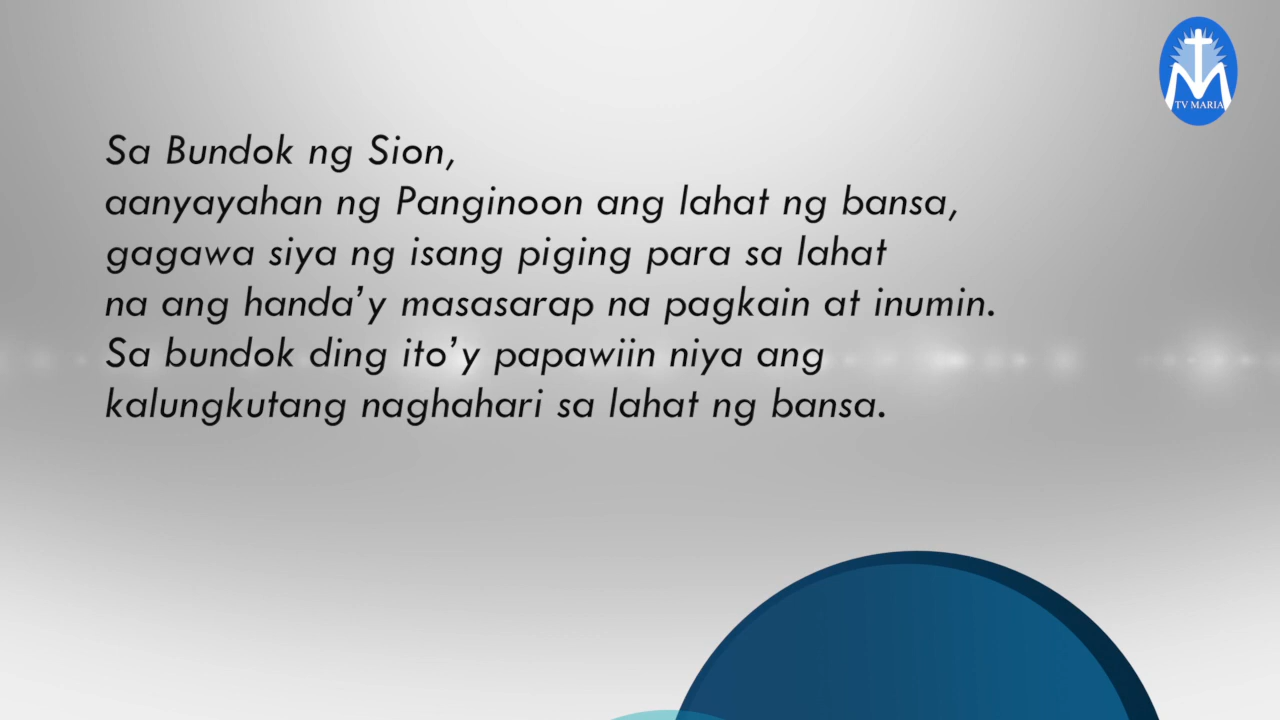 TV MARIA
Sa Bundok ng Sion,
aanyayahan ng Panginoon ang lahat ng bansa,
gagawa siya ng isang piging para sa lahat
na ang handa’y masasarap na pagkain at inumin.
Sa bundok ding ito’y papawiin niya ang
kalungkutang naghahari sa lahat ng bansa.